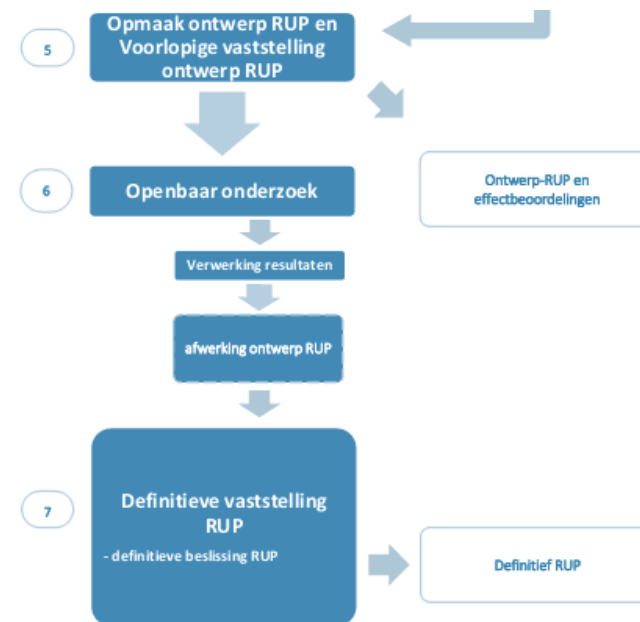 5
Opmaak ontwerp RUP en
Voorlopige vaststelling
ontwerp RUP
6
Openbaar onderzoek
Ontwerp-RUP en
effectbeoordelingen
Verwerking resultaten
afwerking ontwerp RUP
7
Definitieve vaststelling
RUP
- definitieve beslissing RUP
Definitief RUP